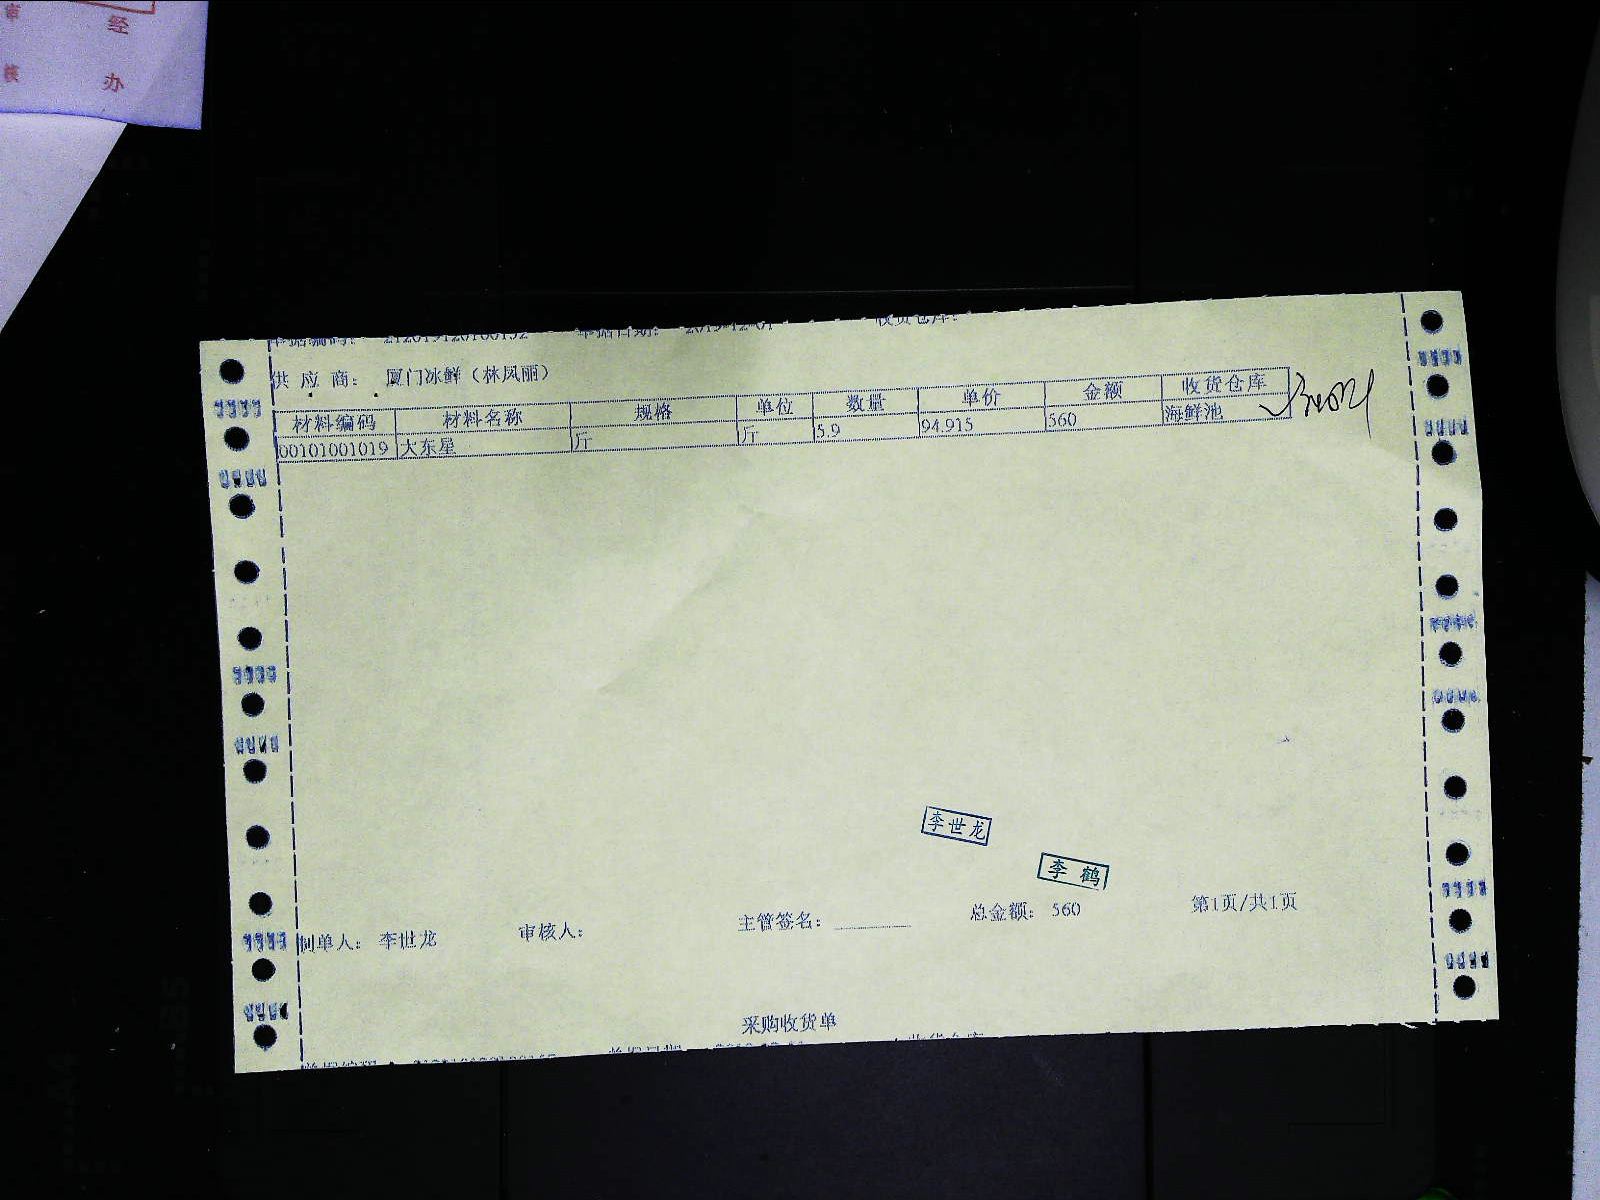 审 经
核 办
供 应 商： 厦门冰鲜（林凤丽）
材料编码 材料名称 规格 单位 数量 单价 金额 收货仓库
00101001019 大东星 斤 斤 5.9 94.915 560 海鲜池
李世龙
李 鹤
制单人： 李世龙 审核人： 主管签名： 总金额： 560 第1页/共1页
采购收货单